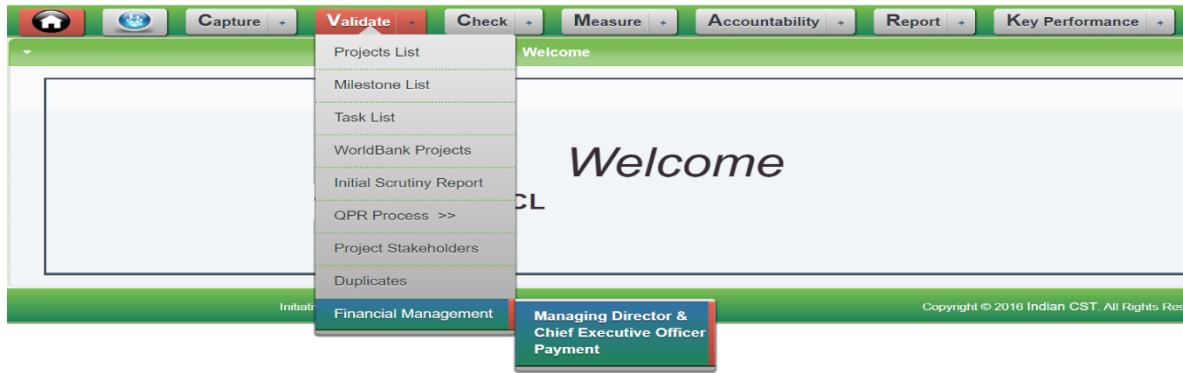 Capture + Validate + Check + Measure + Accountability + Report + Key Performance +
Welcome
Projects List
Milestone List
Task List
WorldBank Projects
Welcome
Initial Scrutiny Report
CL
QPR Process >>
Project Stakeholders
Duplicates
Financial Management
Managing Director &
Chief Executive Officer
Payment
Copyright © 2016 Indian CST. All Rights Res